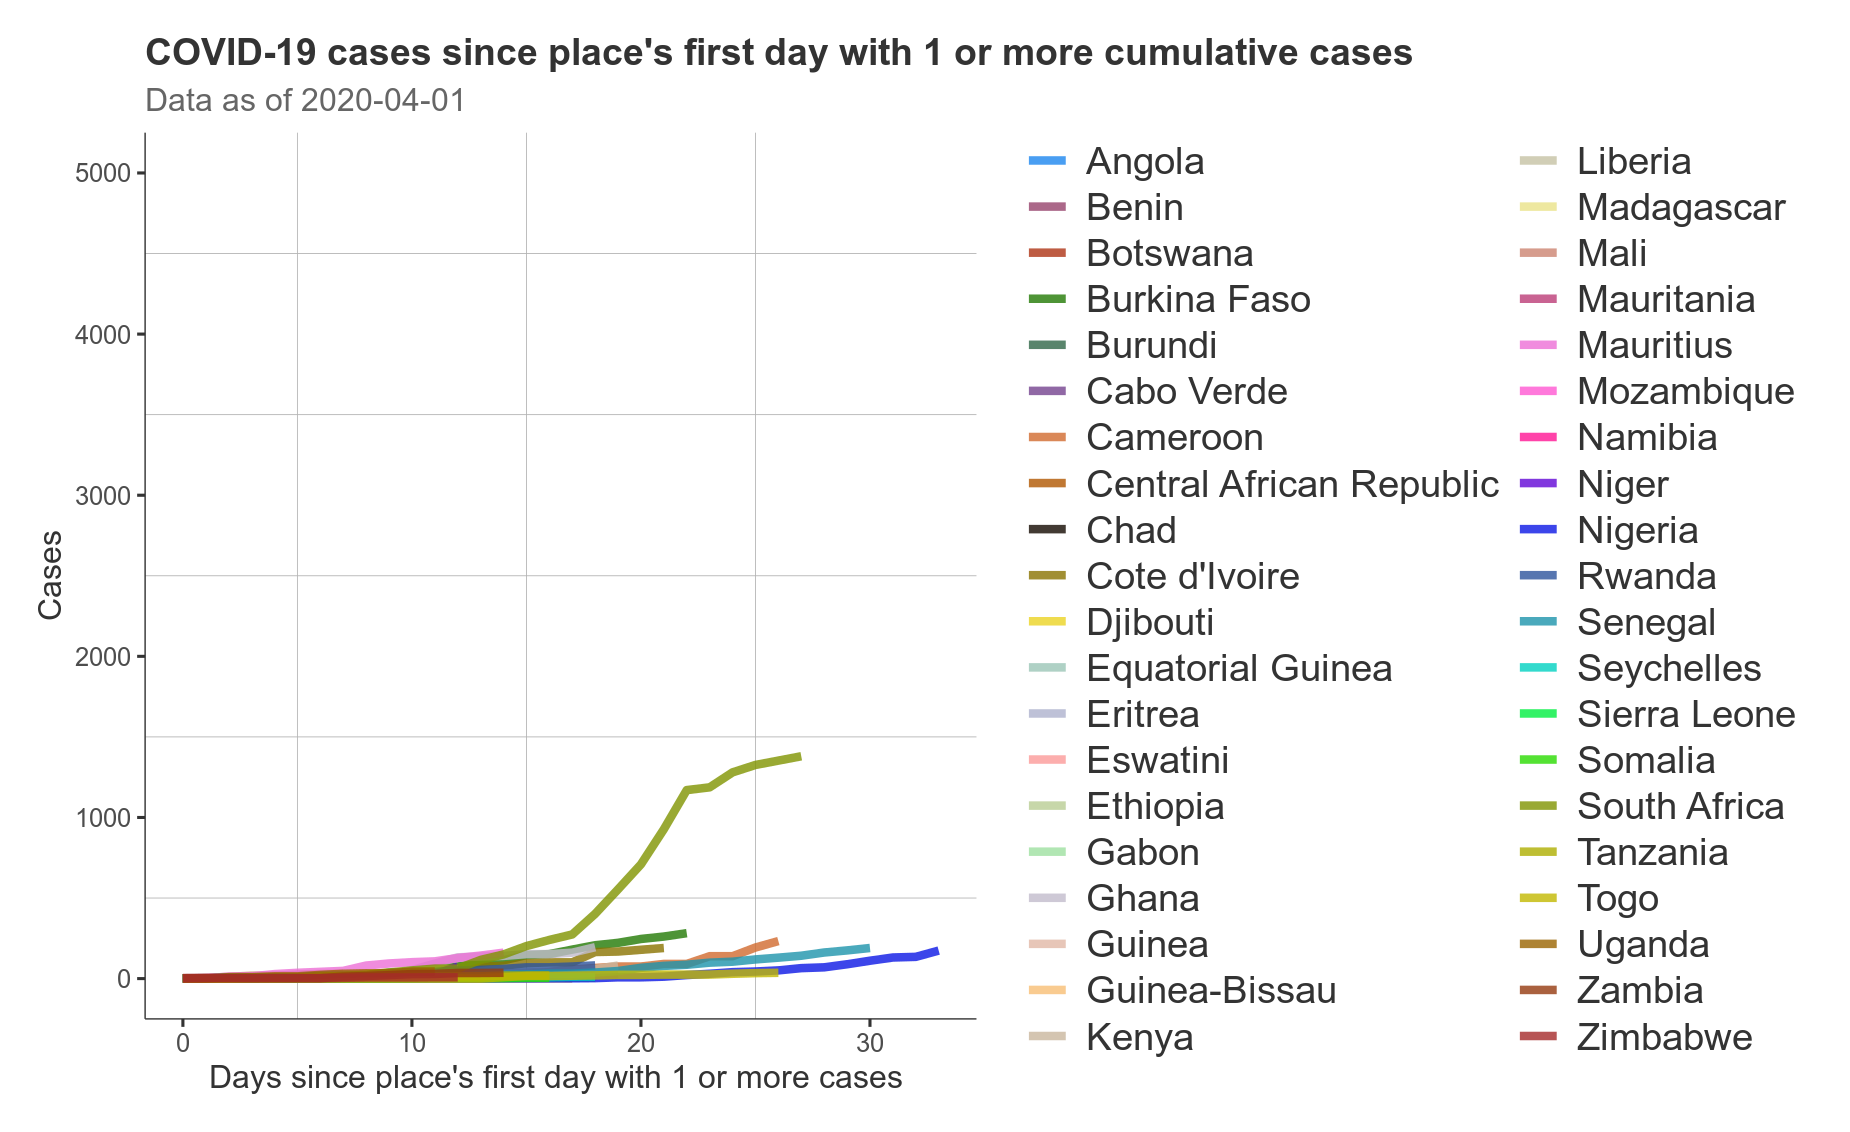 COVID-19 cases since place's first day with 1 or more cumulative cases
Data as of 2020-04-01
5000
4000
3000
2000
1000
0
Cases
0 10 20 30
Days since place's first day with 1 or more cases
Angola
Benin
Botswana
Burkina Faso
Burundi
Cabo Verde
Cameroon
Central African Republic
Chad
Cote d'Ivoire
Djibouti
Equatorial Guinea
Eritrea
Eswatini
Ethiopia
Gabon
Ghana
Guinea
Guinea-Bissau
Kenya
Liberia
Madagascar
Mali
Mauritania
Mauritius
Mozambique
Namibia
Niger
Nigeria
Rwanda
Senegal
Seychelles
Sierra Leone
Somalia
South Africa
Tanzania
Togo
Uganda
Zambia
Zimbabwe